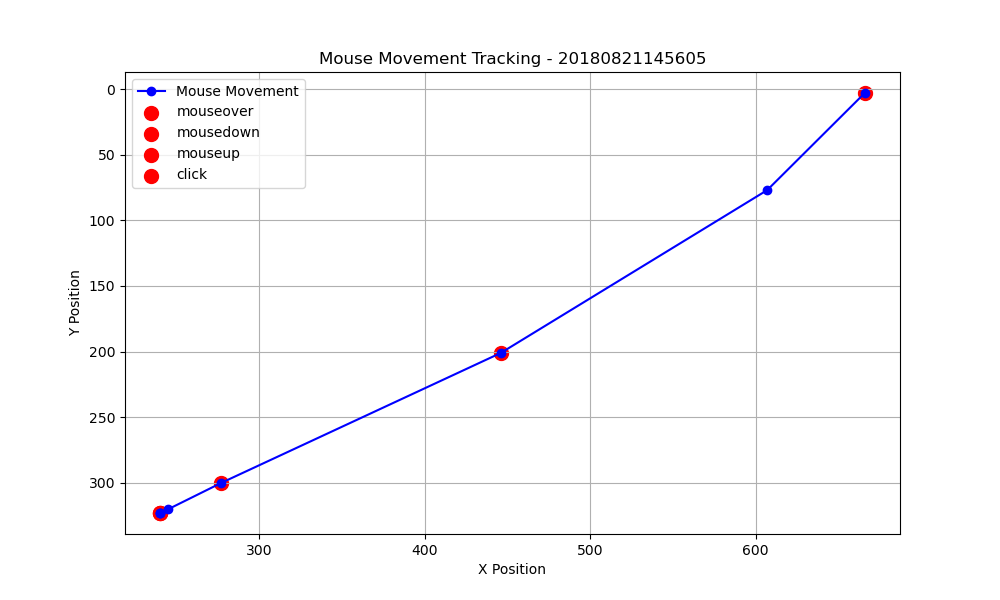 Mouse Movement Tracking - 20180821145605
Mouse Movement
mouseover
mousedown
mouseup
click
0
50
100
150
200
250
300
Y Position
300
400
500
600
X Position